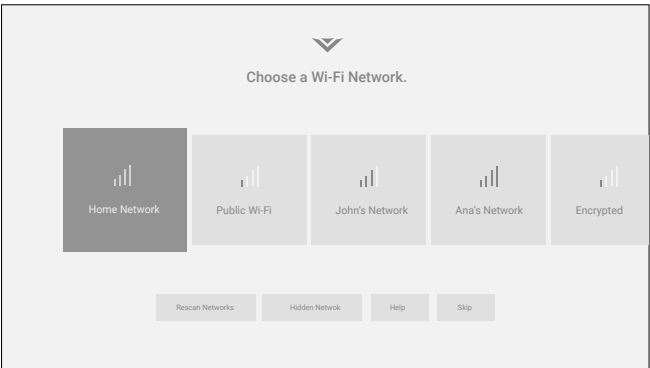 Choose a Wi-Fi Network.
Home Network
Public Wi-Fi
John's Network
Ana's Network
Encrypted
Rescan Networks
Hidden Netwok
Help
Skip